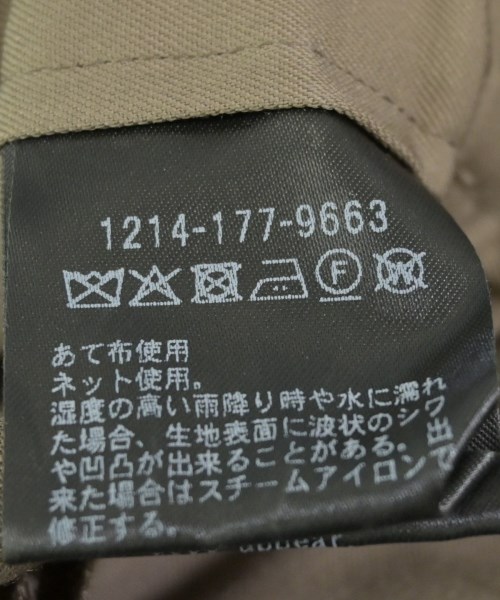 1214-177-9663
F W
あて布使用
ネット使用。
湿度の高い雨降り時や水に濡れ
た場合、生地表面に波状のシワ
や凹凸が出来ることがある。出
来た場合はスチームアイロンで
修正する。
appear